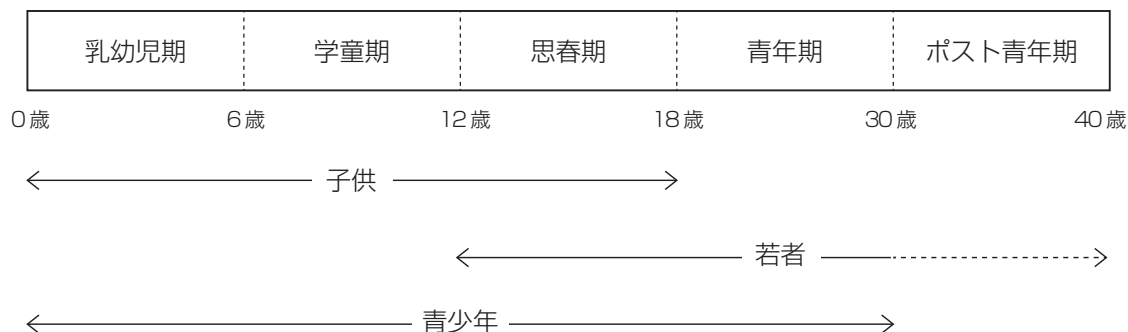 乳幼児期 学童期 思春期 青年期 ポスト青年期
0歳 6歳 12歳 18歳 30歳 40歳
子供
若者
青少年